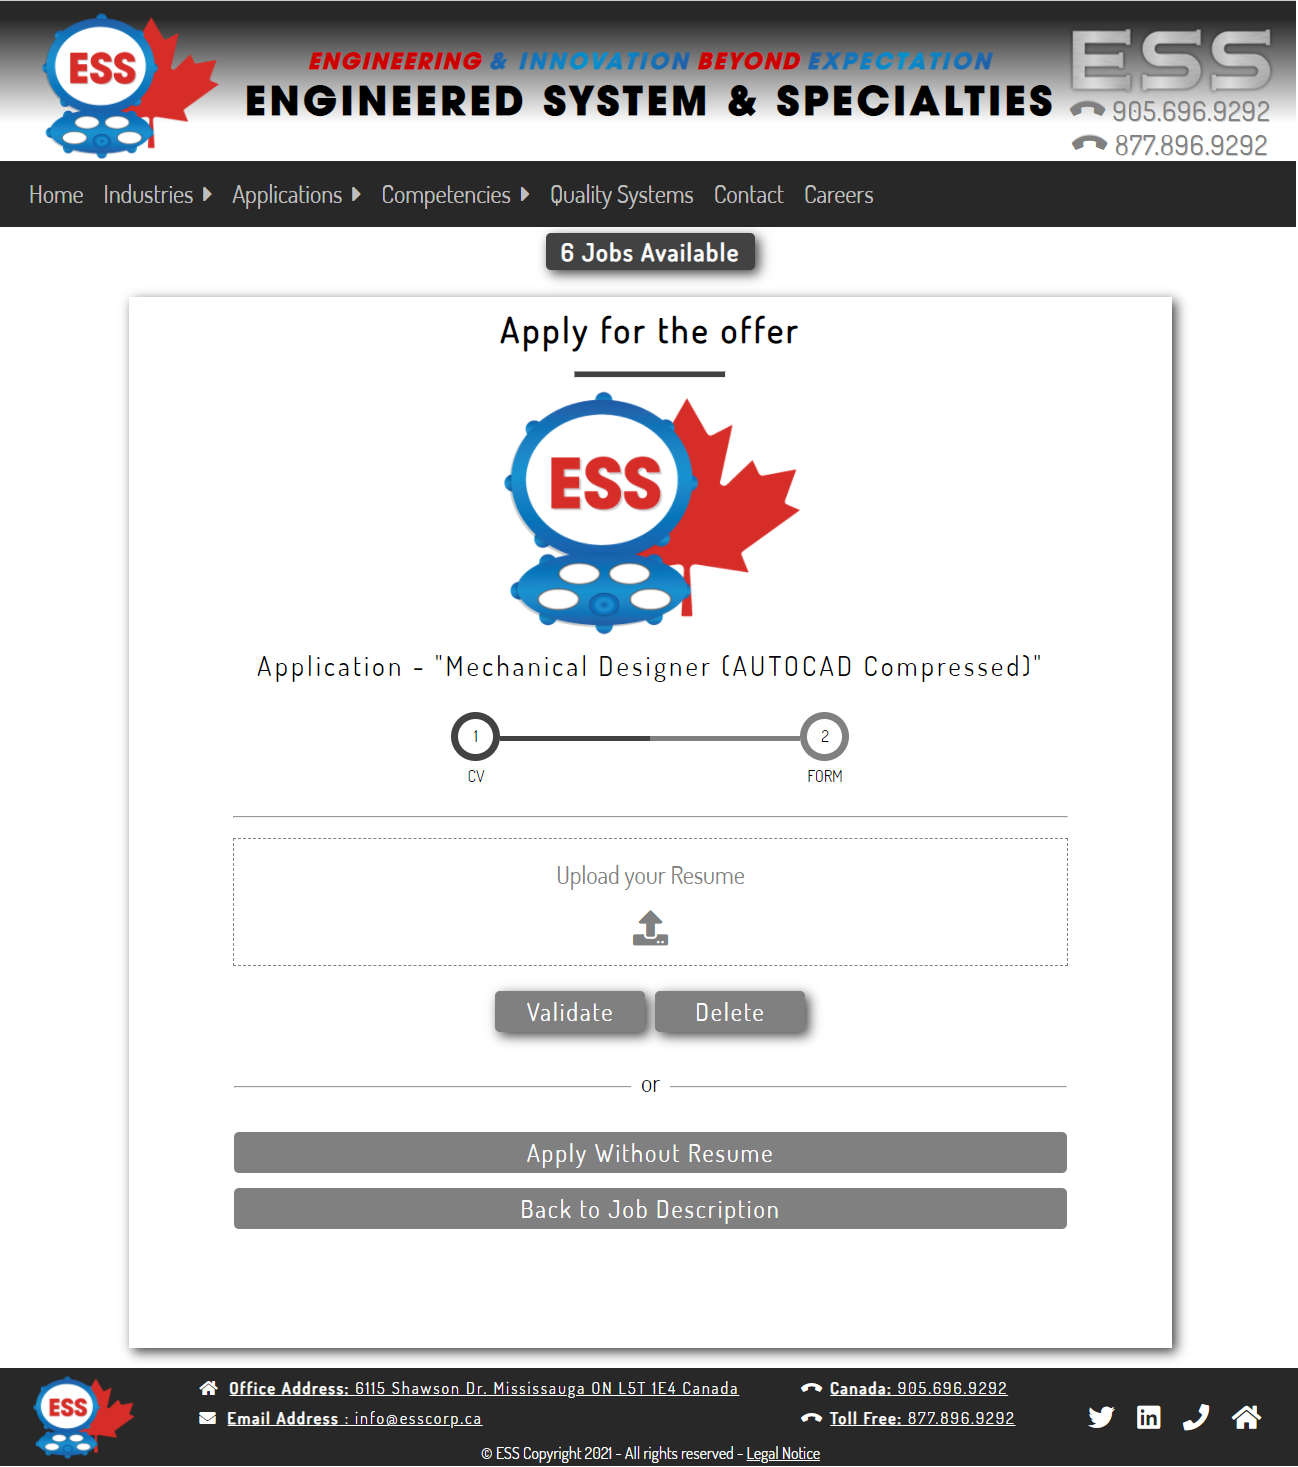 ESS
ENGINEERING & INNOVATION BEYOND EXPECTATION
ENGINEERED SYSTEM & SPECIALTIES
ESS
905.696.9292
877.896.9292
Home Industries Applications Competencies Quality Systems Contact Careers
6 Jobs Available
Apply for the offer
ESS
Application - "Mechanical Designer (AUTOCAD Compressed)"
1 2
CV FORM
Upload your Resume
Validate Delete
or
Apply Without Resume
Back to Job Description
ESS
Office Address: 6115 Shawson Dr. Mississauga ON L5T 1E4 Canada
Canada: 905.696.9292
Email Address : info@esscorp.ca
Toll Free: 877.896.9292
© ESS Copyright 2021 - All rights reserved - Legal Notice